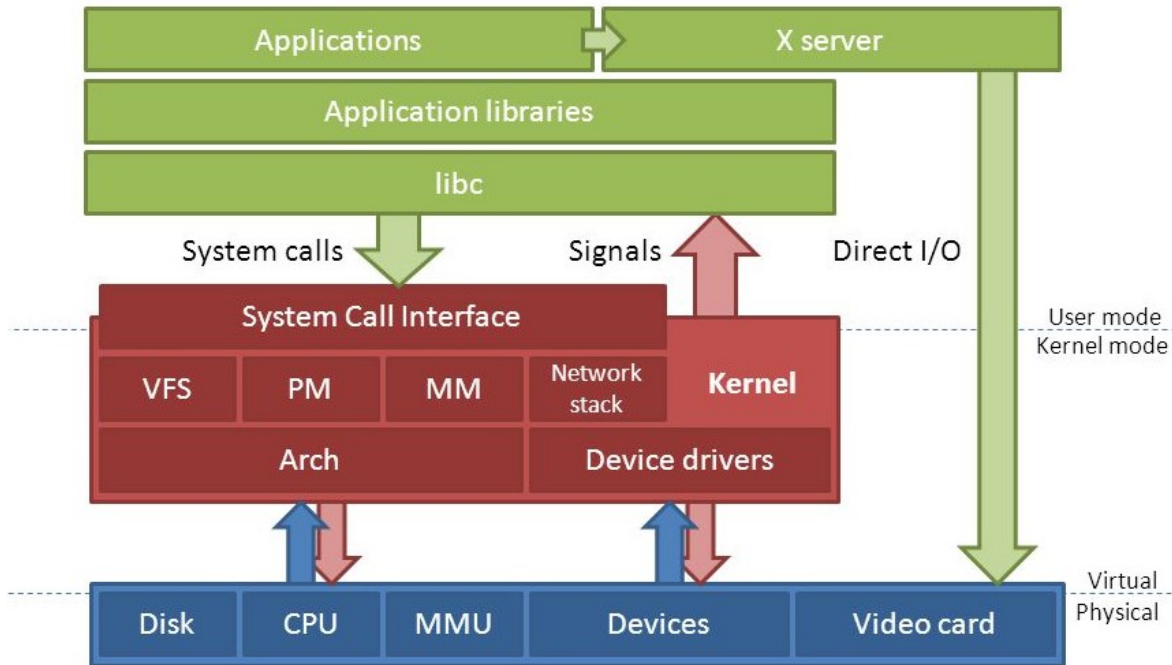 Applications
X server
Application libraries
libc
System calls
Signals
Direct I/O
System Call Interface
User mode
Kernel mode
VFS
PM
MM
Network
stack
Kernel
Arch
Device drivers
Virtual
Physical
Disk
CPU
MMU
Devices
Video card